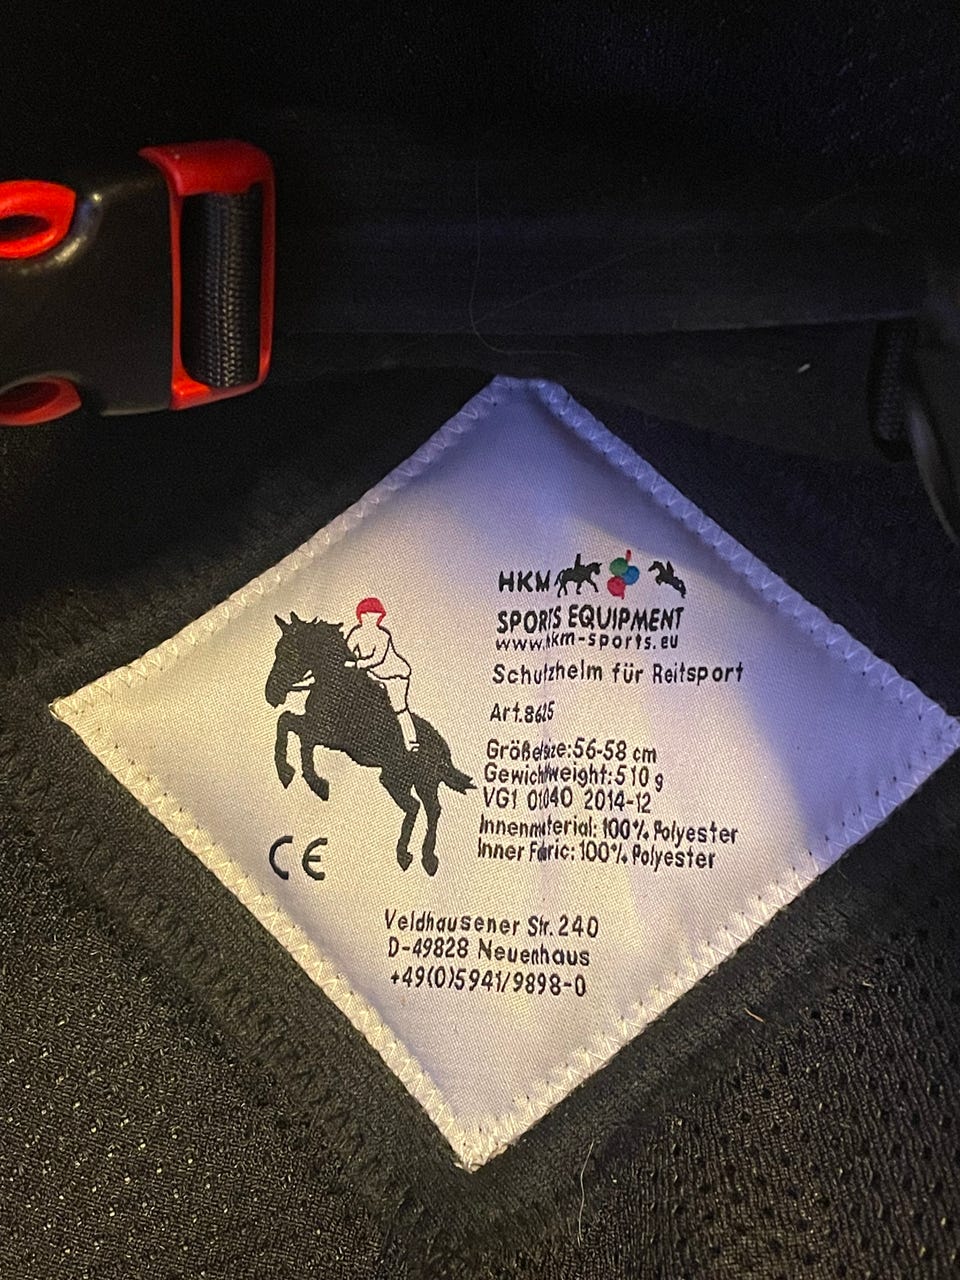 HKM
SPORTS EQUIPMENT
www.hkm-sports.eu
Schutzhelm für Reitsport
Art.8625
Größe/size:56-58 cm
Gewicht/weight:510 g
VG1 01.040 2014-12
Innenmaterial: 100% Polyester
Inner Fabric: 100% Polyester
CE
Veldhausener Str. 240
D-49828 Neuenhaus
+49(0)5941/9898-0